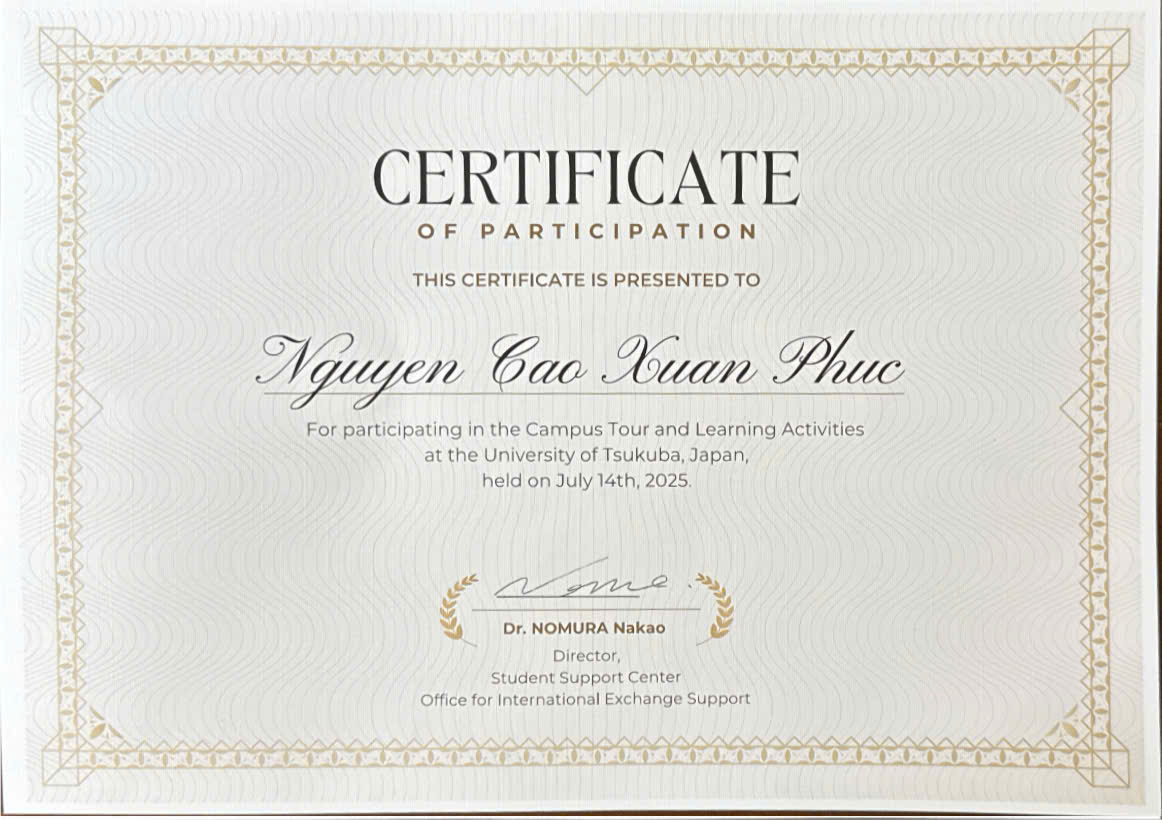 CERTIFICATE
OF PARTICIPATION
THIS CERTIFICATE IS PRESENTED TO
Nguyen Cao Xuan Phuc
For participating in the Campus Tour and Learning Activities
at the University of Tsukuba, Japan,
held on July 14th, 2025.
Dr. NOMURA Nakao
Director,
Student Support Center
Office for International Exchange Support